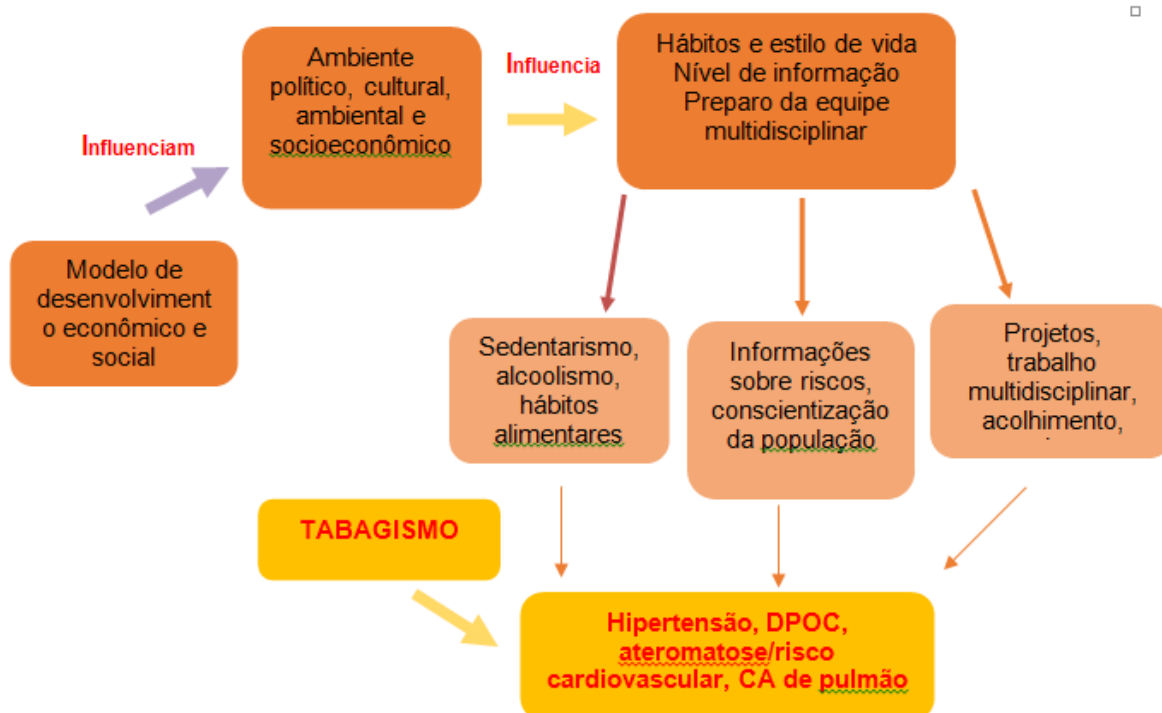 Influenciam
Modelo de
desenvolviment
o econômico e
social
Ambiente
político, cultural,
ambiental e
socioeconômico
Influencia
Hábitos e estilo de vida
Nível de informação
Preparo da equipe
multidisciplinar
Sedentarismo,
alcoolismo,
hábitos
alimentares
Informações
sobre riscos,
conscientização
da população
Projetos,
trabalho
multidisciplinar,
acolhimento,
TABAGISMO
Hipertensão, DPOC,
ateromatose/risco
cardiovascular, CA de pulmão